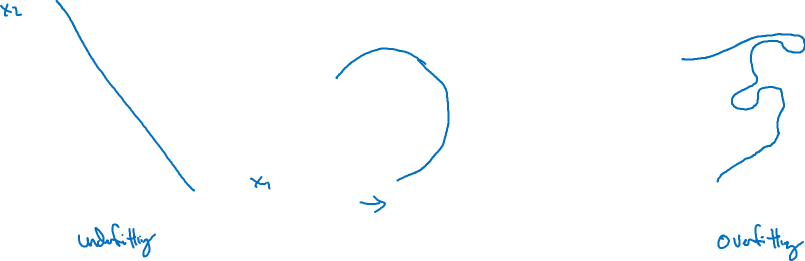 x2
x1
→
underfitting
overfitting